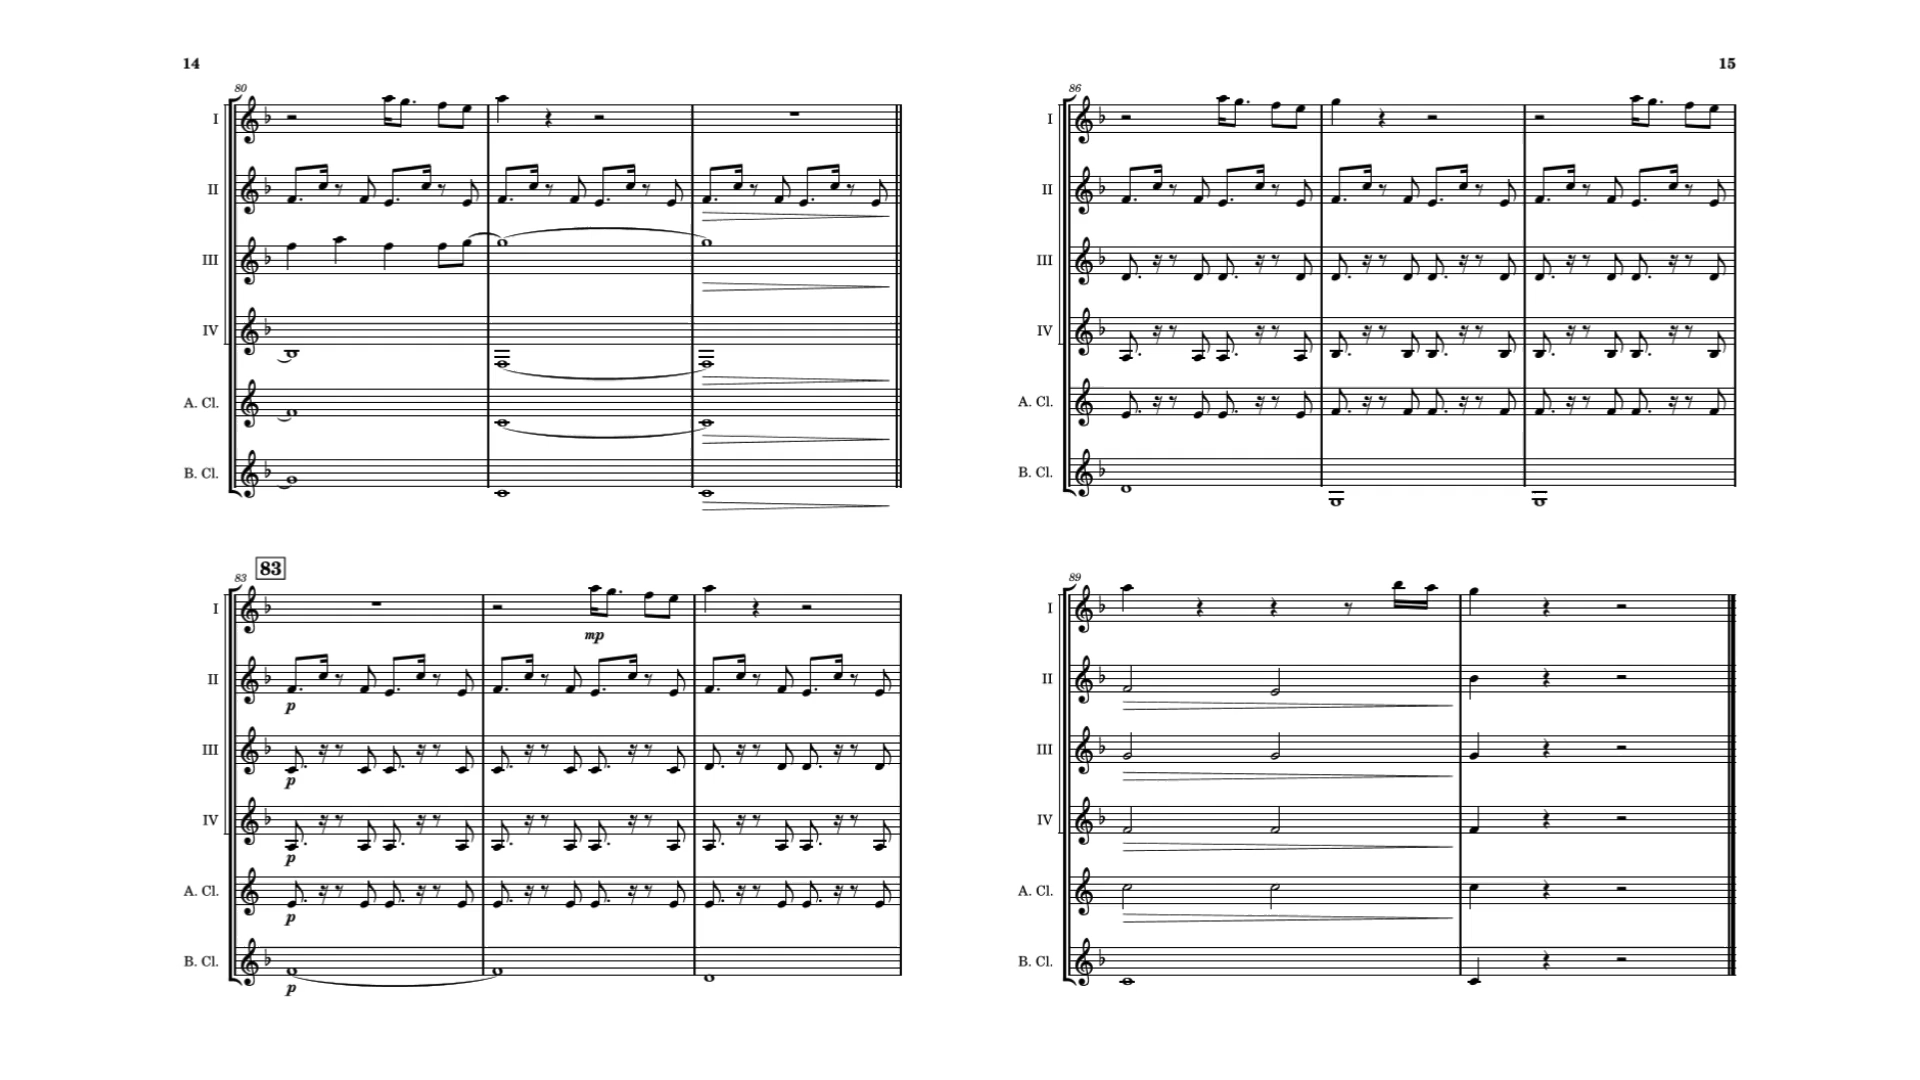 14
80
I
II
III
IV
A. Cl.
B. Cl.
83
83
I
mp
II
p
III
p
IV
p
A. Cl.
p
B. Cl.
p
15
86
I
II
III
IV
A. Cl.
B. Cl.
89
I
II
III
IV
A. Cl.
B. Cl.